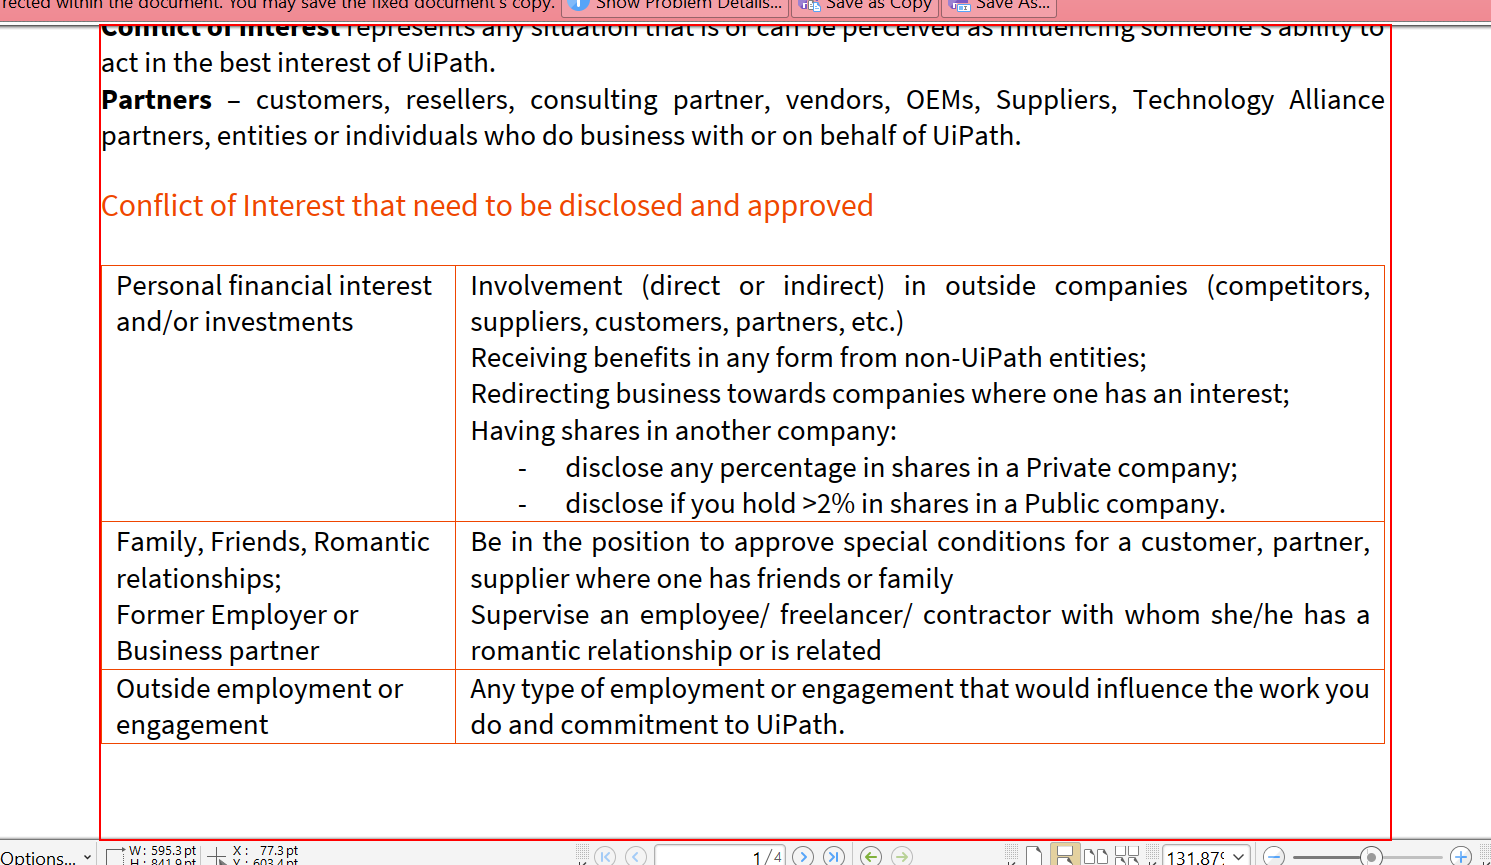 rected within the document. You may save the fixed document's copy. Show Problem Details... Save as Copy Save As...
Conflict of Interest represents any situation that is or can be perceived as influencing someone's ability to
act in the best interest of UiPath.
Partners – customers, resellers, consulting partner, vendors, OEMs, Suppliers, Technology Alliance
partners, entities or individuals who do business with or on behalf of UiPath.
Conflict of Interest that need to be disclosed and approved
Personal financial interest
and/or investments
Involvement (direct or indirect) in outside companies (competitors,
suppliers, customers, partners, etc.)
Receiving benefits in any form from non-UiPath entities;
Redirecting business towards companies where one has an interest;
Having shares in another company:
- disclose any percentage in shares in a Private company;
- disclose if you hold >2% in shares in a Public company.
Family, Friends, Romantic
relationships;
Former Employer or
Business partner
Be in the position to approve special conditions for a customer, partner,
supplier where one has friends or family
Supervise an employee/ freelancer/ contractor with whom she/he has a
romantic relationship or is related
Outside employment or
engagement
Any type of employment or engagement that would influence the work you
do and commitment to UiPath.
Options... W: 595.3 pt X: 77.3 pt 1/4 131.87%
H: 841.9 pt Y: 603.4 pt